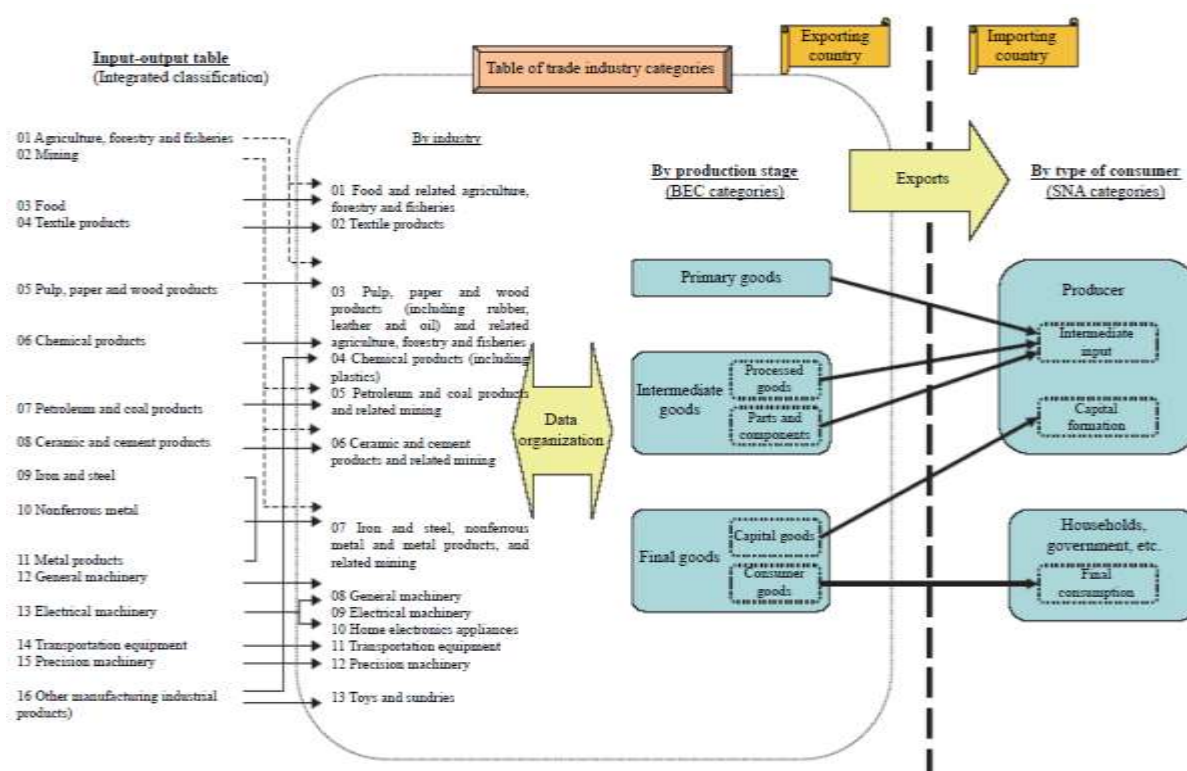 Input-output table
(Integrated classification)
01 Agriculture, forestry and fisheries
02 Mining
03 Food
04 Textile products
05 Pulp, paper and wood products
06 Chemical products
07 Petroleum and coal products
08 Ceramic and cement products
09 Iron and steel
10 Nonferrous metal
11 Metal products
12 General machinery
13 Electrical machinery
14 Transportation equipment
15 Precision machinery
16 Other manufacturing industrial
products)
Table of trade industry categories
By industry
01 Food and related agriculture,
forestry and fisheries
02 Textile products
03 Pulp, paper and wood
products (including rubber,
leather and oil) and related
agriculture, forestry and fisheries
04 Chemical products (including
plastics)
05 Petroleum and coal products
and related mining
06 Ceramic and cement
products and related mining
07 Iron and steel, nonferrous
metal and metal products, and
related mining
08 General machinery
09 Electrical machinery
10 Home electronics appliances
11 Transportation equipment
12 Precision machinery
13 Toys and sundries
Data
organization
Exporting
country
By production stage
(BEC categories)
Primary goods
Intermediate
goods
Processed
goods
Parts and
components
Final goods
Capital goods
Consumer
goods
Exports
Importing
country
By type of consumer
(SNA categories)
Producer
Intermediate
input
Capital
formation
Households,
government, etc.
Final
consumption